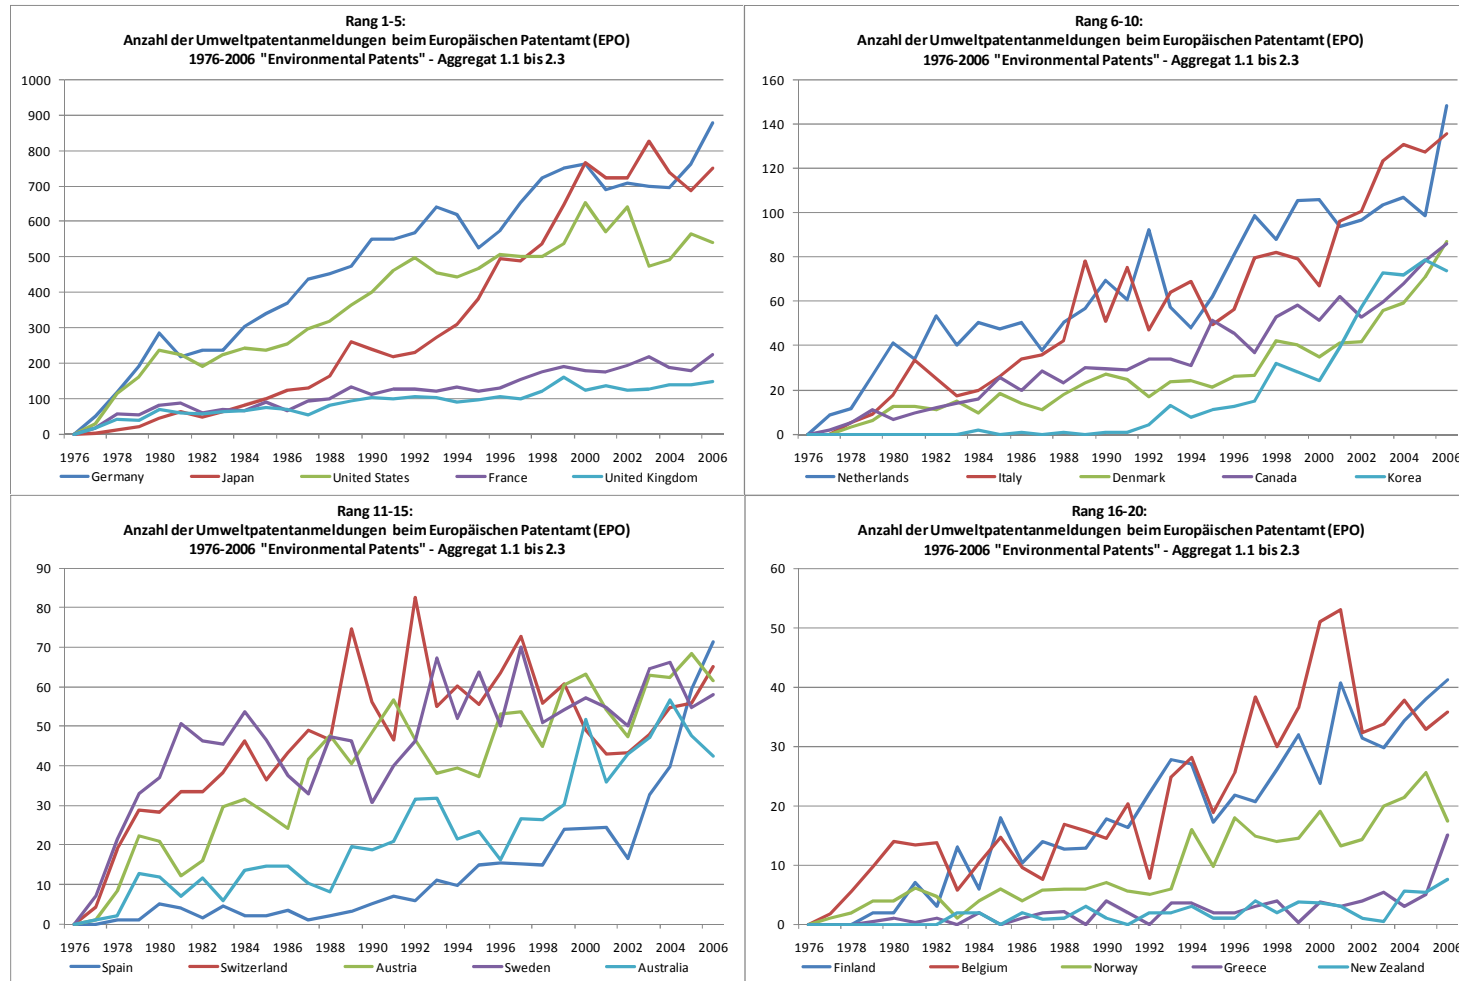 Rang 1-5:
Anzahl der Umweltpatentanmeldungen beim Europäischen Patentamt (EPO)
1976-2006 "Environmental Patents" - Aggregat 1.1 bis 2.3
1000
900
800
700
600
500
400
300
200
100
0
1976 1978 1980 1982 1984 1986 1988 1990 1992 1994 1996 1998 2000 2002 2004 2006
Germany Japan United States France United Kingdom
Rang 6-10:
Anzahl der Umweltpatentanmeldungen beim Europäischen Patentamt (EPO)
1976-2006 "Environmental Patents" - Aggregat 1.1 bis 2.3
160
140
120
100
80
60
40
20
0
1976 1978 1980 1982 1984 1986 1988 1990 1992 1994 1996 1998 2000 2002 2004 2006
Netherlands Italy Denmark Canada Korea
Rang 11-15:
Anzahl der Umweltpatentanmeldungen beim Europäischen Patentamt (EPO)
1976-2006 "Environmental Patents" - Aggregat 1.1 bis 2.3
90
80
70
60
50
40
30
20
10
0
1976 1978 1980 1982 1984 1986 1988 1990 1992 1994 1996 1998 2000 2002 2004 2006
Spain Switzerland Austria Sweden Australia
Rang 16-20:
Anzahl der Umweltpatentanmeldungen beim Europäischen Patentamt (EPO)
1976-2006 "Environmental Patents" - Aggregat 1.1 bis 2.3
60
50
40
30
20
10
0
1976 1978 1980 1982 1984 1986 1988 1990 1992 1994 1996 1998 2000 2002 2004 2006
Finland Belgium Norway Greece New Zealand